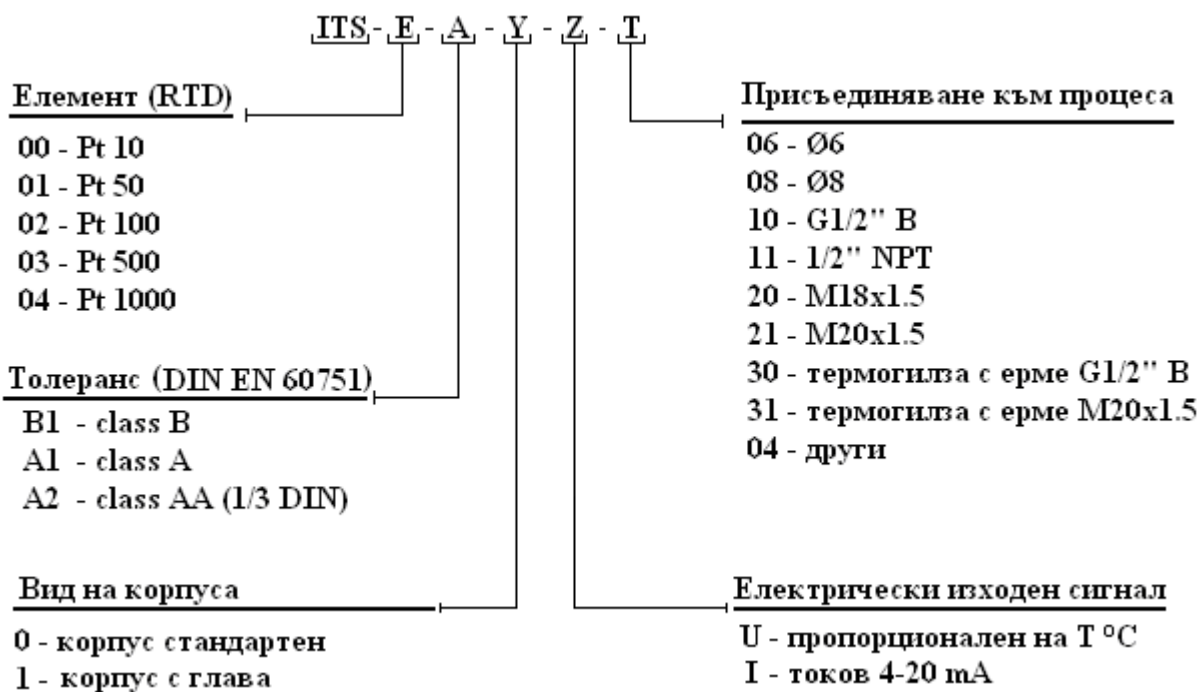 ITS - E - A - Y - Z - T
Елемент (RTD)
00 - Pt 10
01 - Pt 50
02 - Pt 100
03 - Pt 500
04 - Pt 1000
Толеранс (DIN EN 60751)
B1 - class B
A1 - class A
A2 - class AA (1/3 DIN)
Вид на корпуса
0 - корпус стандартен
1 - корпус с глава
Присъединяване към процеса
06 - Ø6
08 - Ø8
10 - G1/2" B
11 - 1/2" NPT
20 - M18x1.5
21 - M20x1.5
30 - термогилза с ерме G1/2" B
31 - термогилза с ерме M20x1.5
04 - други
Електрически изходен сигнал
U - пропорционален на T °C
I - токов 4-20 mA